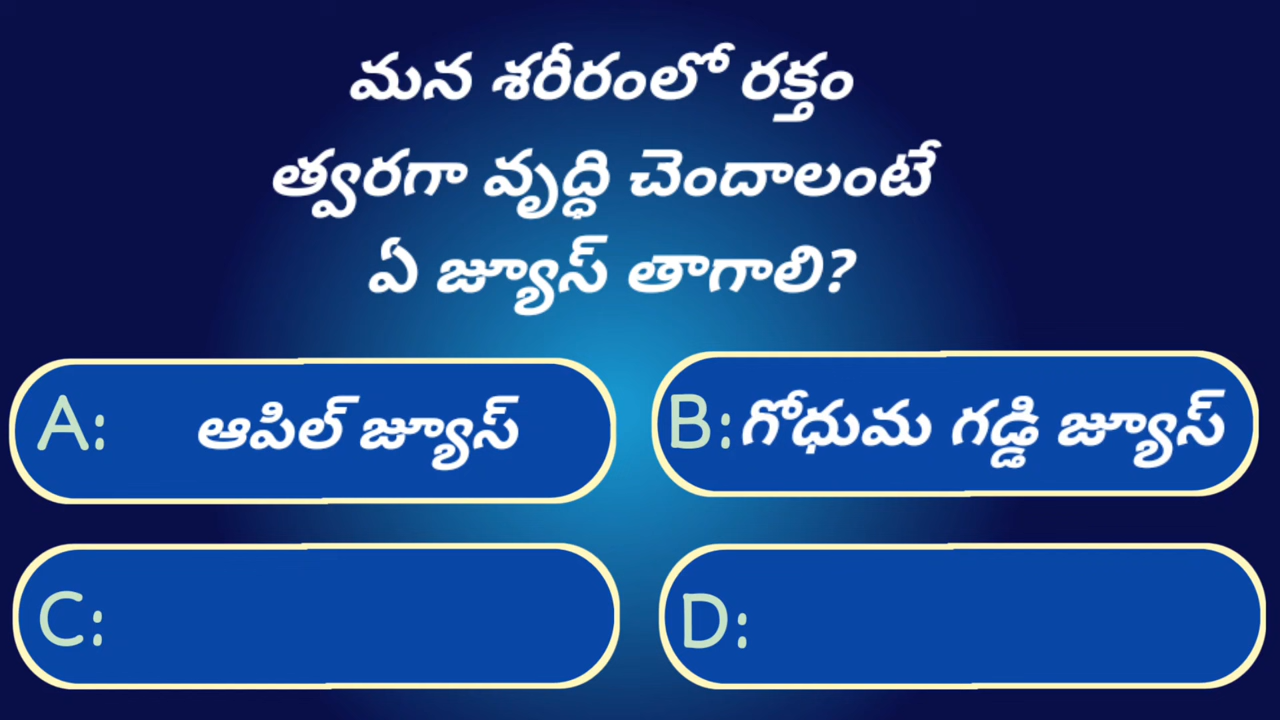 మన శరీరంలో రక్తం
త్వరగా వృద్ధి చెందాలంటే
ఏ జ్యూస్ తాగాలి?
A: ఆపిల్ జ్యూస్
B: గోధుమ గడ్డి జ్యూస్
C:
D: